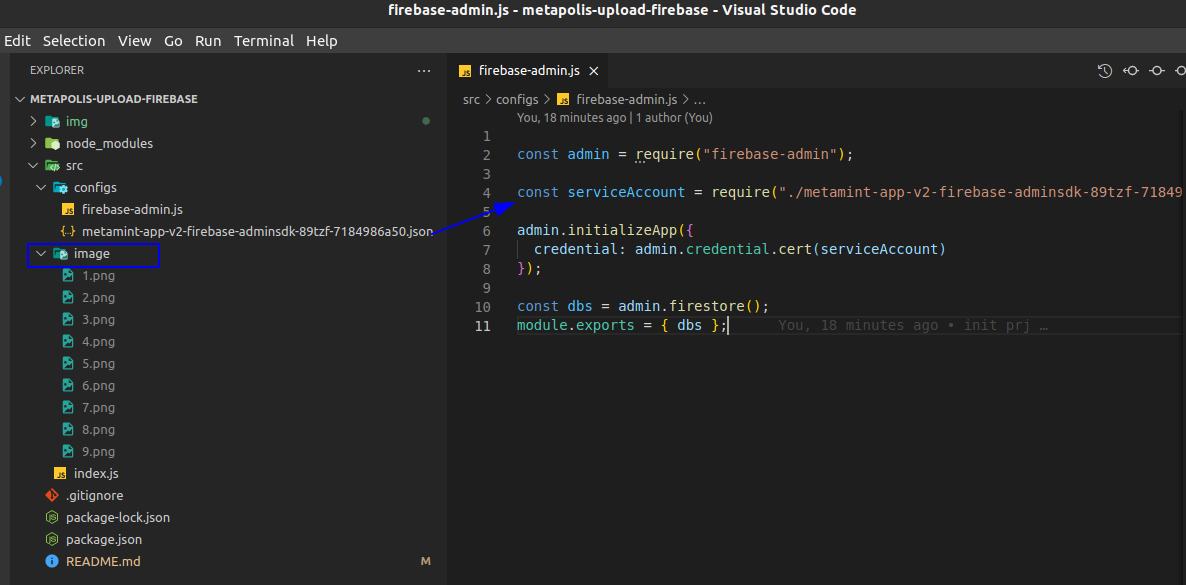 firebase-admin.js - metapolis-upload-firebase - Visual Studio Code
Edit Selection View Go Run Terminal Help
EXPLORER
METAPOLIS-UPLOAD-FIREBASE
img
node_modules
src
configs
firebase-admin.js
metamint-app-v2-firebase-adminsdk-89tzf-7184986a50.json
image
1.png
2.png
3.png
4.png
5.png
6.png
7.png
8.png
9.png
index.js
.gitignore
package-lock.json
package.json
README.md M
firebase-admin.js
src > configs > firebase-admin.js > ...
You, 18 minutes ago | 1 author (You)
1
2 const admin = require("firebase-admin");
3
4 const serviceAccount = require("./metamint-app-v2-firebase-adminsdk-89tzf-71849
5
6 admin.initializeApp({
7 credential: admin.credential.cert(serviceAccount)
8 });
9
10 const dbs = admin.firestore();
11 module.exports = { dbs }; You, 18 minutes ago • init prj …